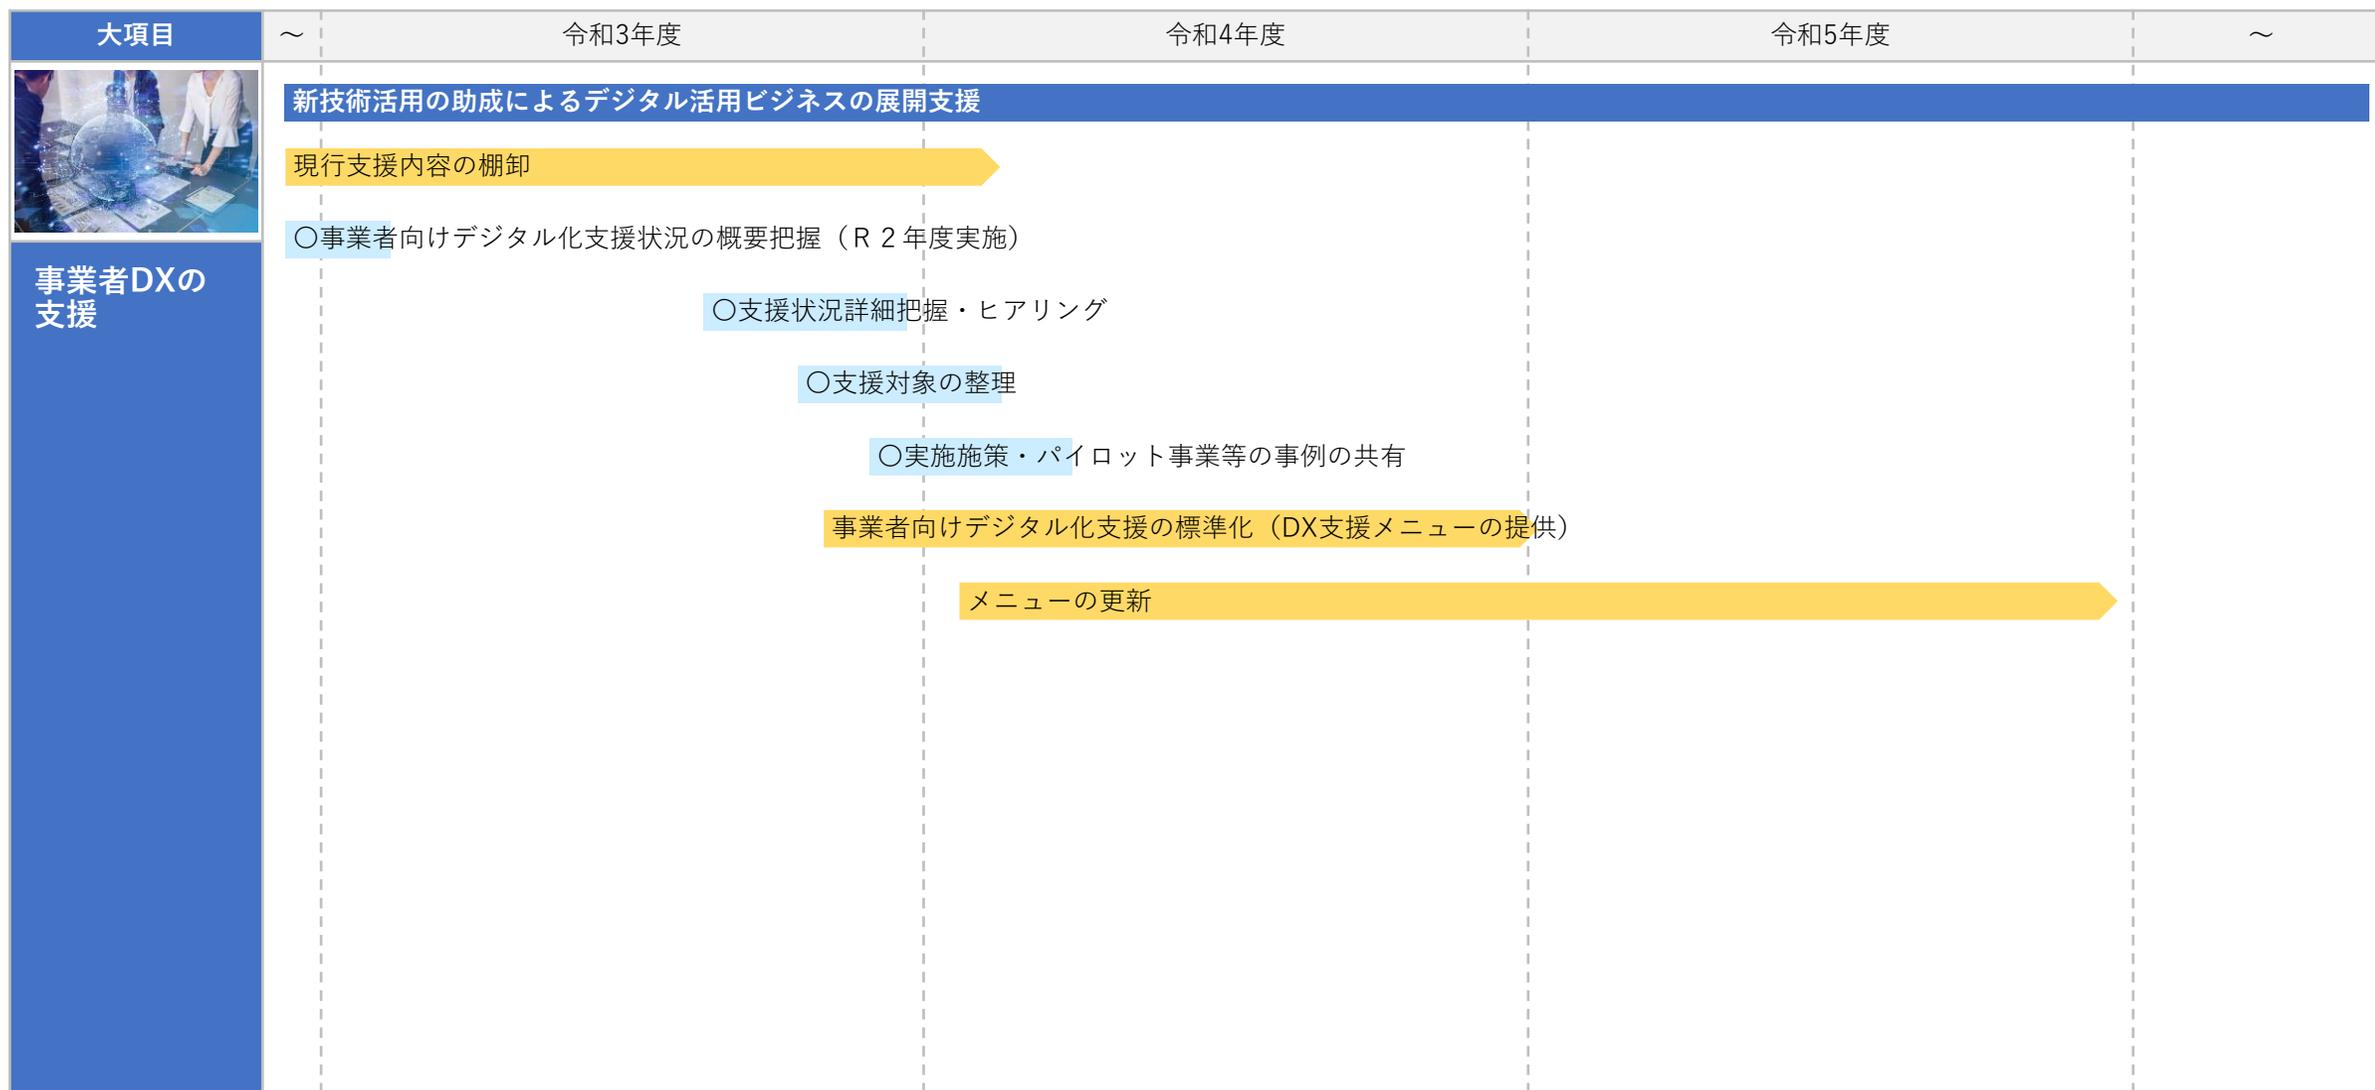 大項目
～
令和3年度
令和4年度
令和5年度
～
新技術活用の助成によるデジタル活用ビジネスの展開支援
現行支援内容の棚卸
〇事業者向けデジタル化支援状況の概要把握（Ｒ２年度実施）
事業者DXの
支援
〇支援状況詳細把握・ヒアリング
〇支援対象の整理
〇実施施策・パイロット事業等の事例の共有
事業者向けデジタル化支援の標準化（DX支援メニューの提供）
メニューの更新